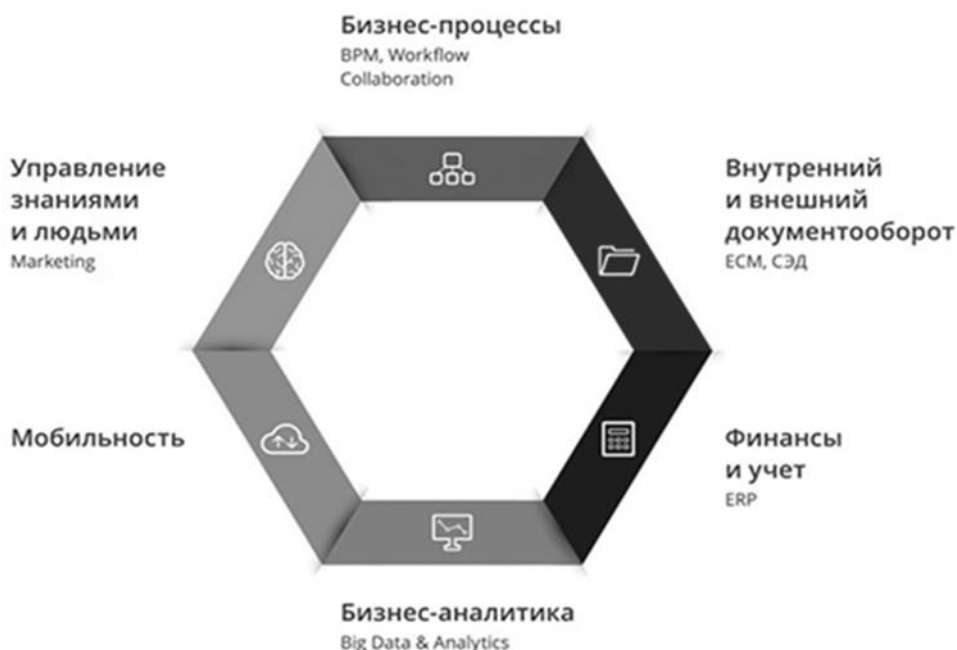 Бизнес-процессы
BPM, Workflow
Collaboration
Управление
знаниями
и людьми
Marketing
Внутренний
и внешний
документооборот
ECM, СЭД
Мобильность
Финансы
и учет
ERP
Бизнес-аналитика
Big Data & Analytics